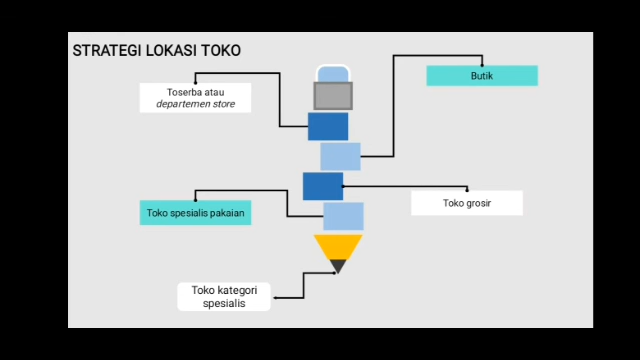 STRATEGI LOKASI TOKO
Toserba atau
departemen store
Butik
Toko spesialis pakaian
Toko grosir
Toko kategori
spesialis